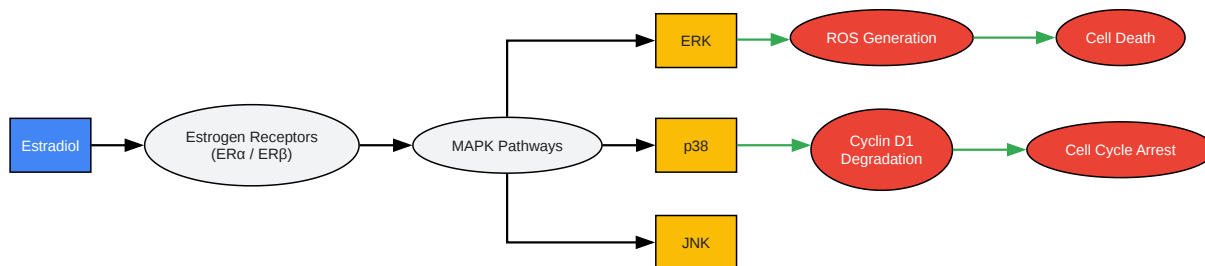 Estradiol
Estrogen Receptors
(ERα / ERβ)
MAPK Pathways
ERK
ROS Generation
Cell Death
p38
Cyclin D1
Degradation
Cell Cycle Arrest
JNK